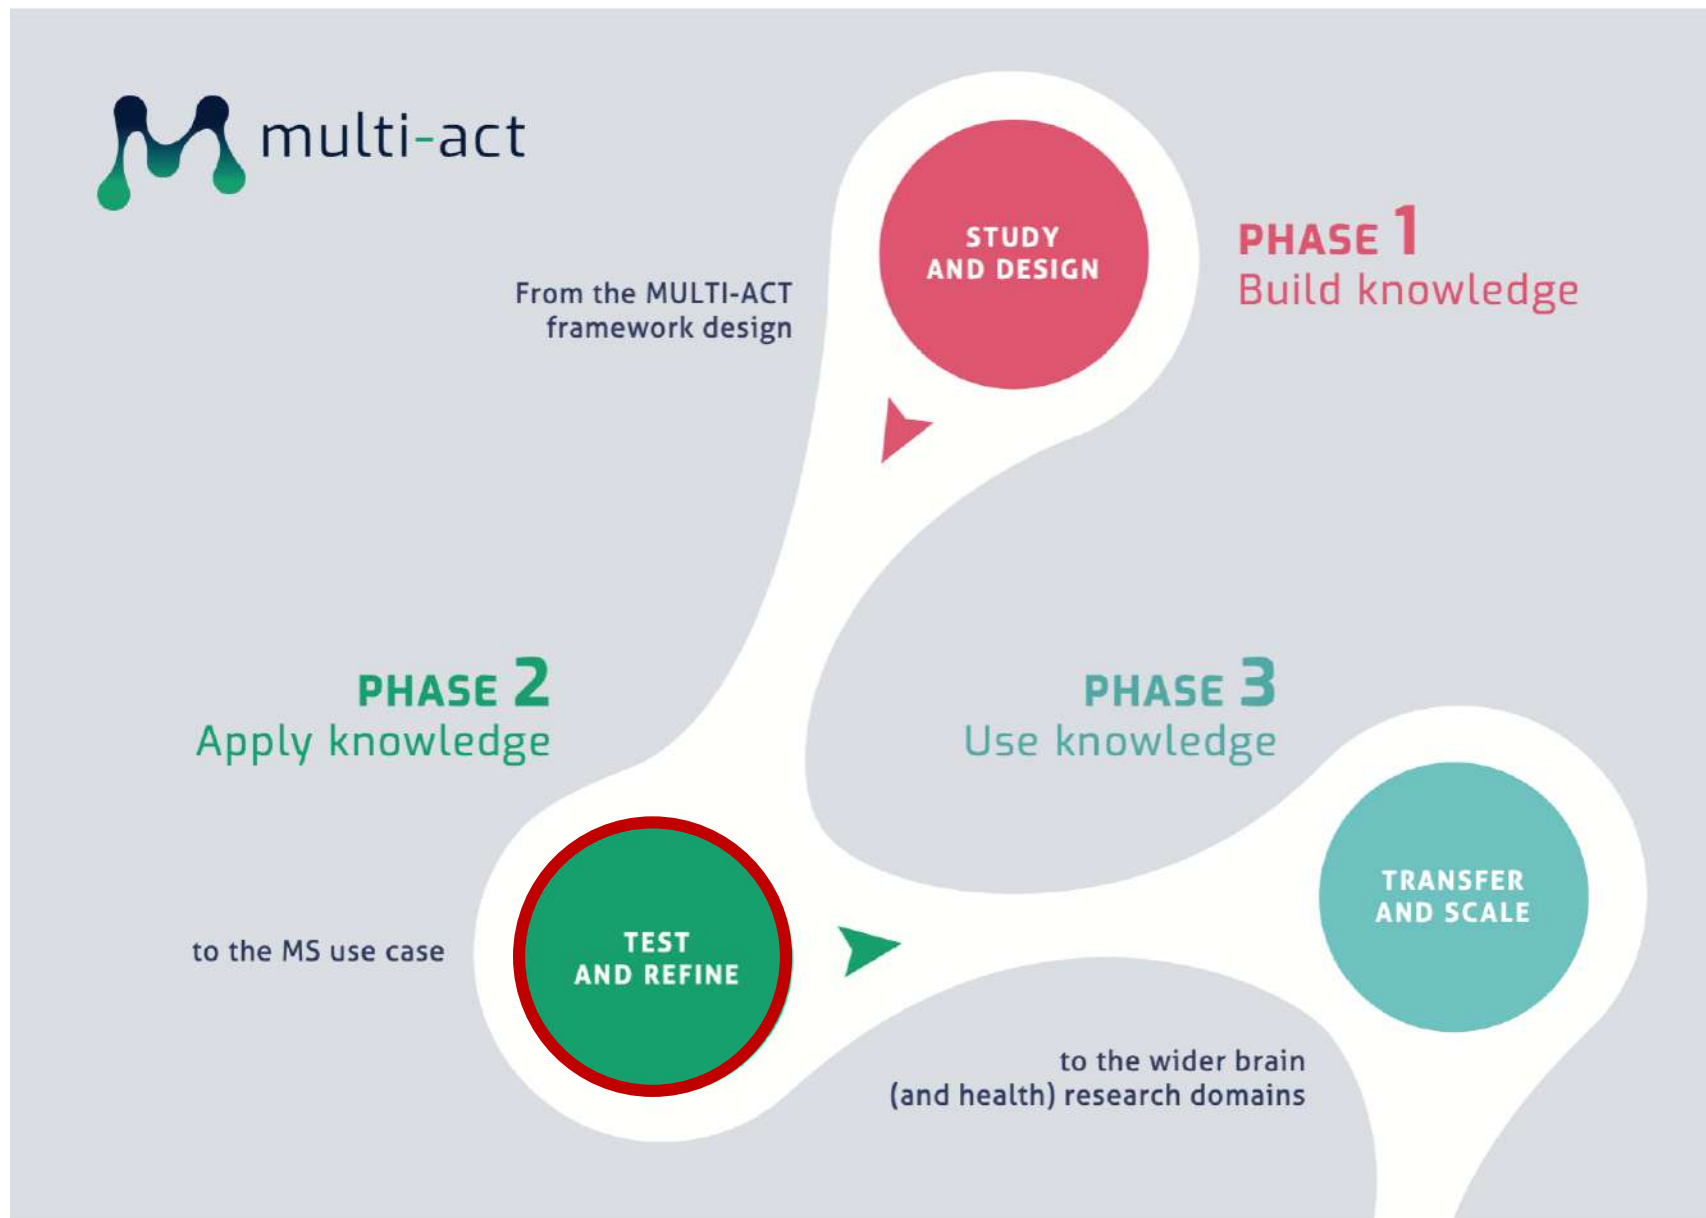 multi-act
STUDY
AND DESIGN
PHASE 1
Build knowledge
From the MULTI-ACT
framework design
PHASE 2
Apply knowledge
PHASE 3
Use knowledge
TRANSFER
AND SCALE
to the MS use case
TEST
AND REFINE
to the wider brain
(and health) research domains